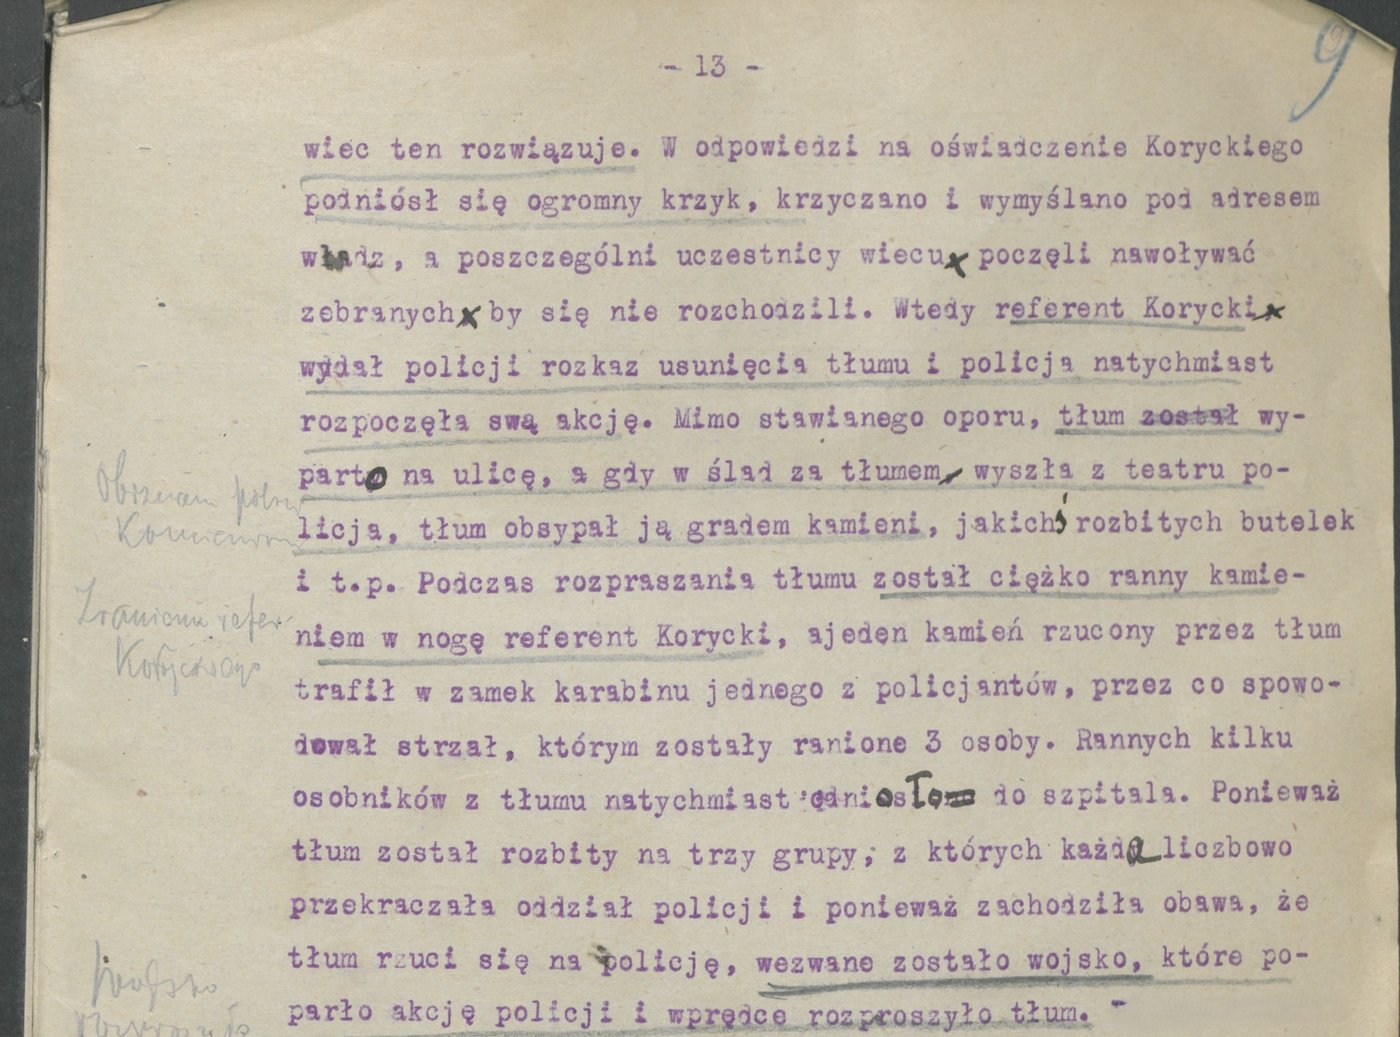 - 13 -
9
wiec ten rozwiązuje. W odpowiedzi na oświadczenie Koryckiego
podniósł się ogromny krzyk, krzyczano i wymyślano pod adresem
władz, a poszczególni uczestnicy wiecu poczęli nawoływać
zebranych by się nie rozchodzili. Wtedy referent Korycki
wydał policji rozkaz usunięcia tłumu i policja natychmiast
rozpoczęła swą akcję. Mimo stawianego oporu, tłum został wy-
parto na ulicę, a gdy w ślad za tłumem, wyszła z teatru po-
licja, tłum obsypał ją gradem kamieni, jakich rozbitych butelek
i t.p. Podczas rozpraszania tłumu został ciężko ranny kamie-
niem w nogę referent Korycki, ajeden kamień rzucony przez tłum
trafił w zamek karabinu jednego z policjantów, przez co spowo-
dował strzał, którym zostały ranione 3 osoby. Rannych kilku
osobników z tłumu natychmiast odniosło do szpitala. Ponieważ
tłum został rozbity na trzy grupy, z których każda liczbowo
przekraczała oddział policji i ponieważ zachodziła obawa, że
tłum rzuci się na policję, wezwane zostało wojsko, które po-
parło akcję policji i wprędce rozproszyło tłum. -
Zranienie refer.
Koryckiego
Wojsko